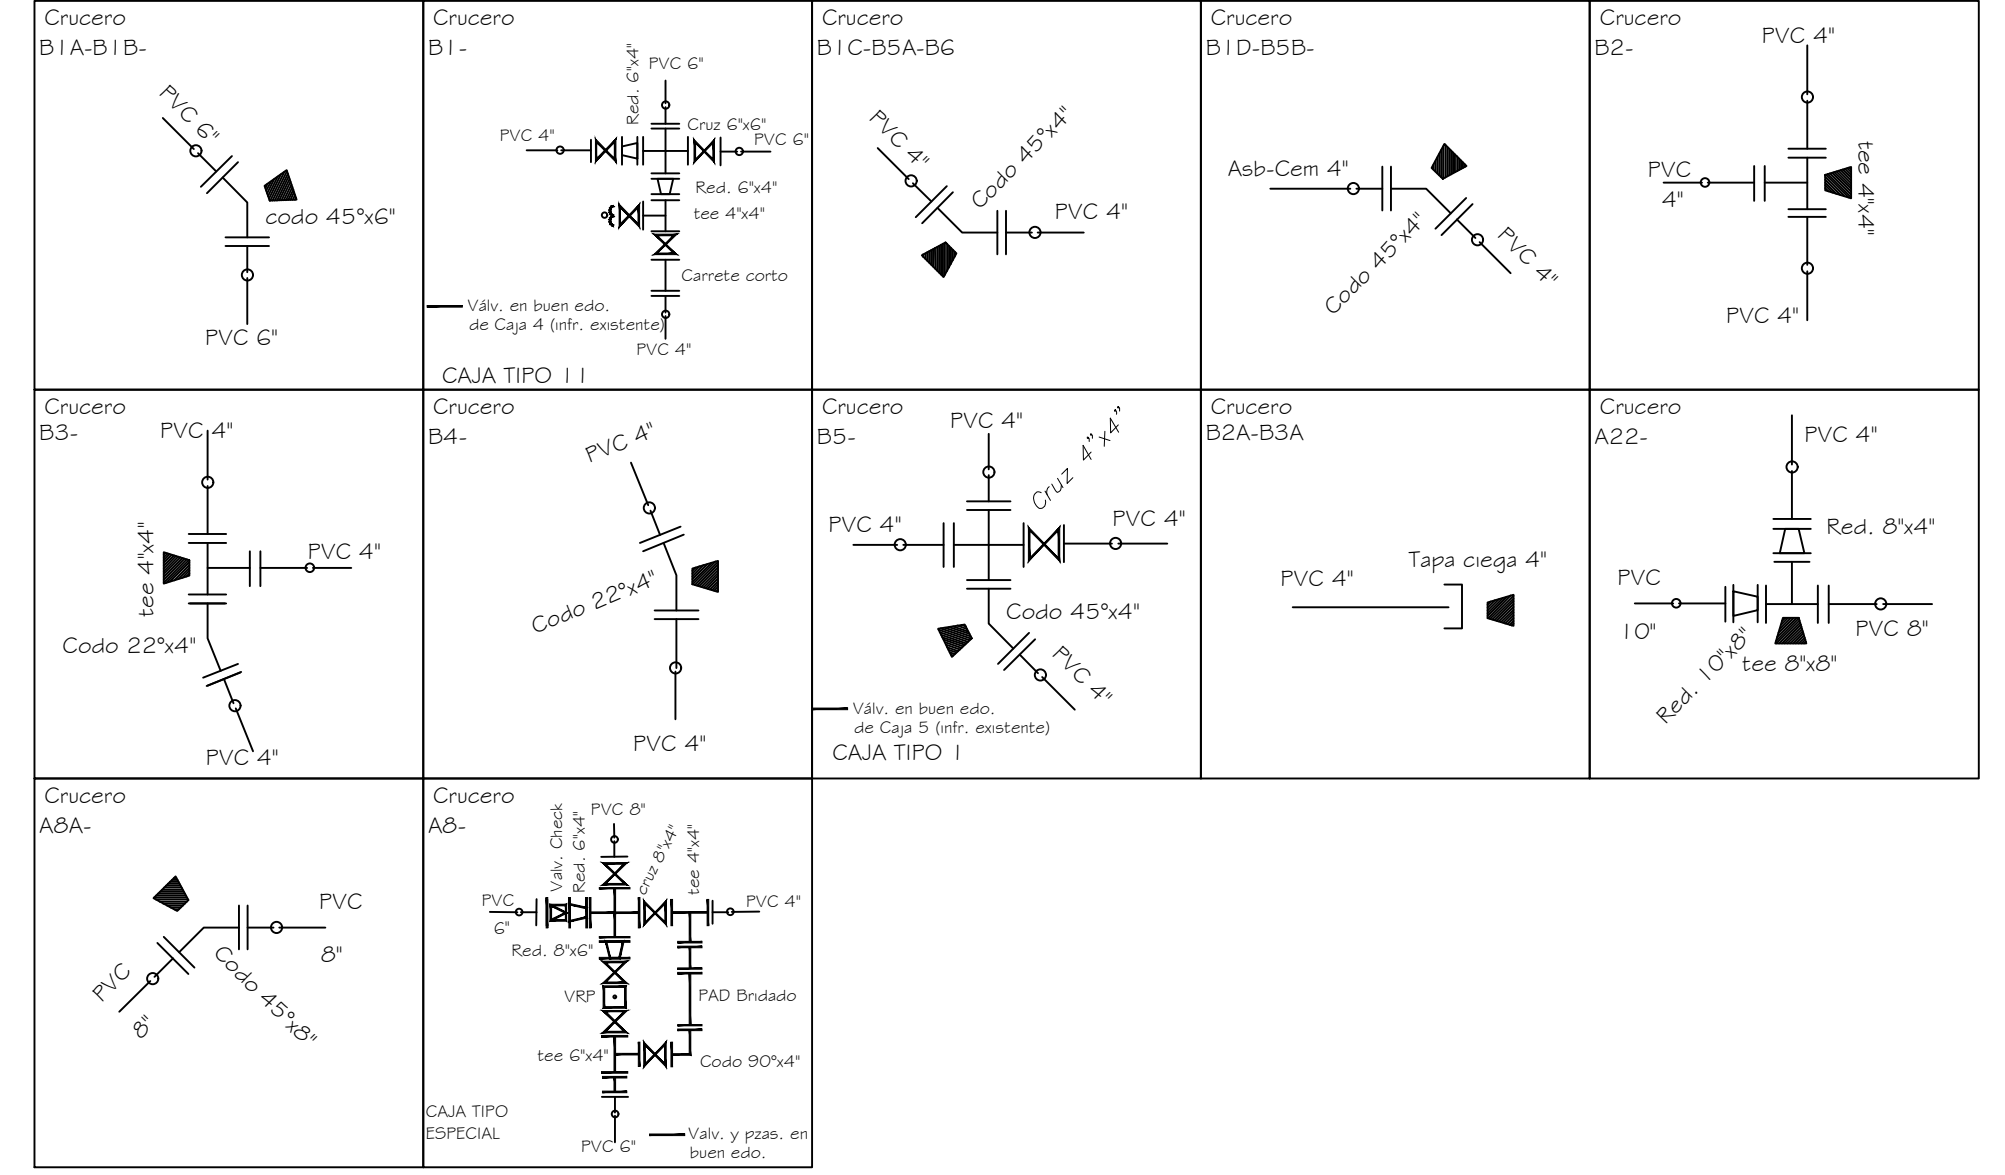 Crucero
B1A-B1B-
PVC 6"
codo 45°x6"
PVC 6"
Crucero
B1-
Red. 6"x4"
PVC 6"
Cruz 6"x6"
PVC 4"
PVC 6"
Red. 6"x4"
tee 4"x4"
Carrete corto
Válv. en buen edo.
de Caja 4 (infr. existente)
PVC 4"
CAJA TIPO 11
Crucero
B1C-B5A-B6
PVC 4"
Codo 45°x4"
PVC 4"
Crucero
B1D-B5B-
Asb-Cem 4"
Codo 45°x4"
PVC 4"
Crucero
B2-
PVC 4"
PVC
4"
tee 4"x4"
PVC 4"
Crucero
B3-
PVC 4"
tee 4"x4"
PVC 4"
Codo 22°x4"
PVC 4"
Crucero
B4-
PVC 4"
Codo 22°x4"
PVC 4"
Crucero
B5-
PVC 4"
Cruz 4"x4"
PVC 4"
PVC 4"
Codo 45°x4"
PVC 4"
Válv. en buen edo.
de Caja 5 (infr. existente)
CAJA TIPO 1
Crucero
B2A-B3A
PVC 4"
Tapa ciega 4"
Crucero
A22-
PVC 4"
Red. 8"x4"
PVC
10"
Red. 10"x8"
tee 8"x8"
PVC 8"
Crucero
A8A-
PVC
8"
Codo 45°x8"
PVC
8"
Crucero
A8-
Valv. Check
Red. 6"x4"
PVC 8"
cruz 8"x4"
tee 4"x4"
PVC
6"
PVC 4"
Red. 8"x6"
VRP
PAD Bridado
tee 6"x4"
Codo 90°x4"
CAJA TIPO
ESPECIAL
PVC 6"
Valv. y pzas. en
buen edo.